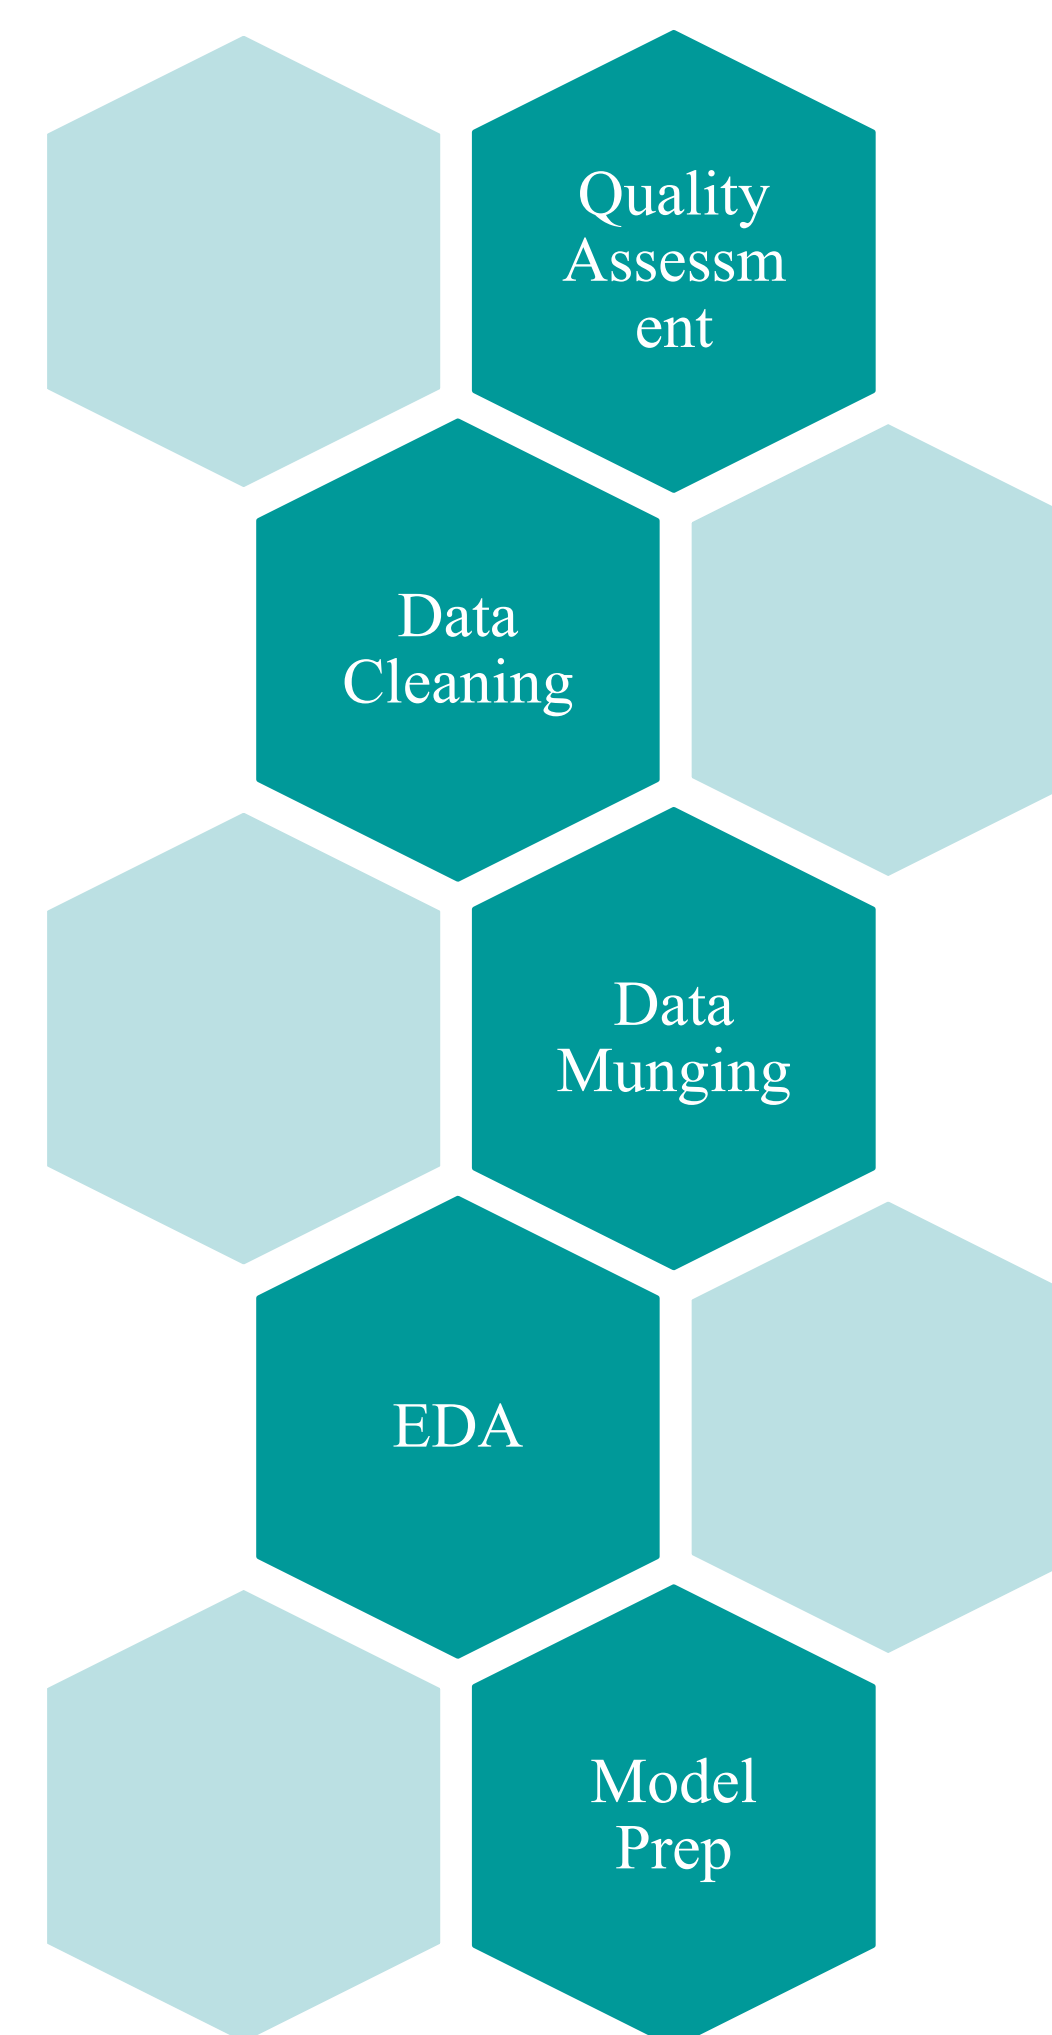 Quality
Assessm
ent
Data
Cleaning
Data
Munging
EDA
Model
Prep